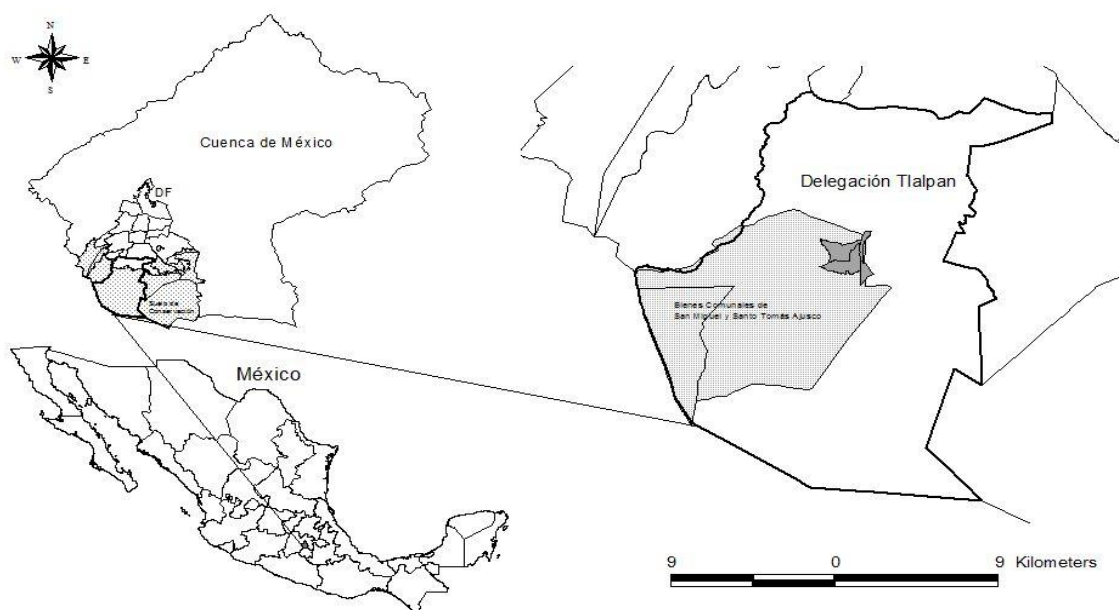 N
W E
S
Cuenca de México
DF
Suelo de
Conservación
México
Delegación Tlalpan
Bienes Comunales de
San Miguel y Santo Tomás Ajusco
9 0 9 Kilometers